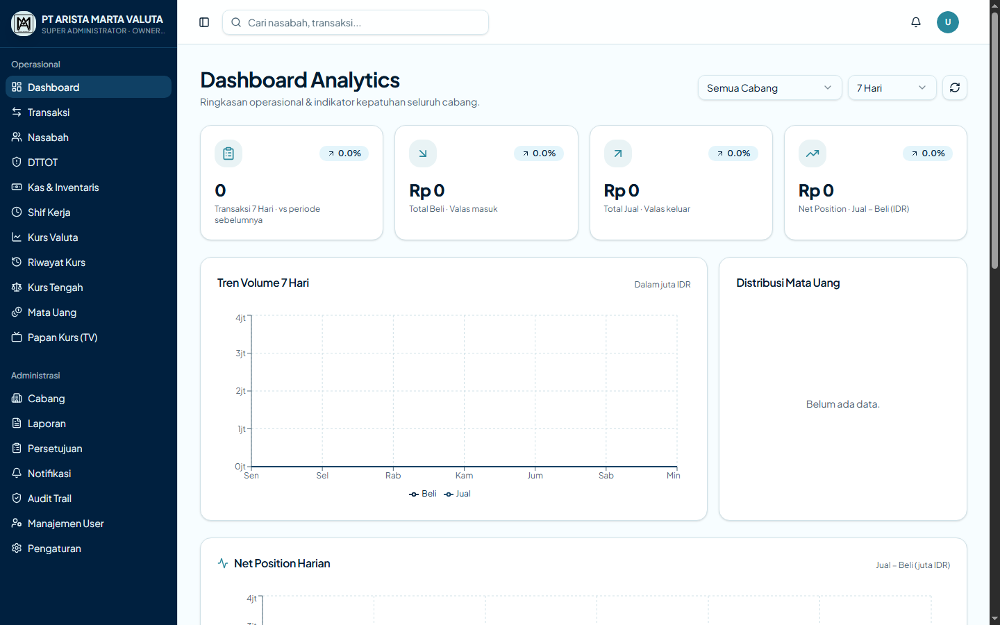 PT ARISTA MARTA VALUTA
SUPER ADMINISTRATOR · OWNER...
Operasional
Dashboard
Transaksi
Nasabah
DTTOT
Kas & Inventaris
Shif Kerja
Kurs Valuta
Riwayat Kurs
Kurs Tengah
Mata Uang
Papan Kurs (TV)
Administrasi
Cabang
Laporan
Persetujuan
Notifikasi
Audit Trail
Manajemen User
Pengaturan
Cari nasabah, transaksi...
U
Dashboard Analytics
Ringkasan operasional & indikator kepatuhan seluruh cabang.
Semua Cabang
7 Hari
0.0%
0
Transaksi 7 Hari · vs periode
sebelumnya
0.0%
Rp 0
Total Beli · Valas masuk
0.0%
Rp 0
Total Jual · Valas keluar
0.0%
Rp 0
Net Position · Jual – Beli (IDR)
Tren Volume 7 Hari
Dalam juta IDR
4jt
3jt
2jt
1jt
0jt
Sen Sel Rab Kam Jum Sab Min
Beli Jual
Distribusi Mata Uang
Belum ada data.
Net Position Harian
Jual – Beli (juta IDR)
4jt